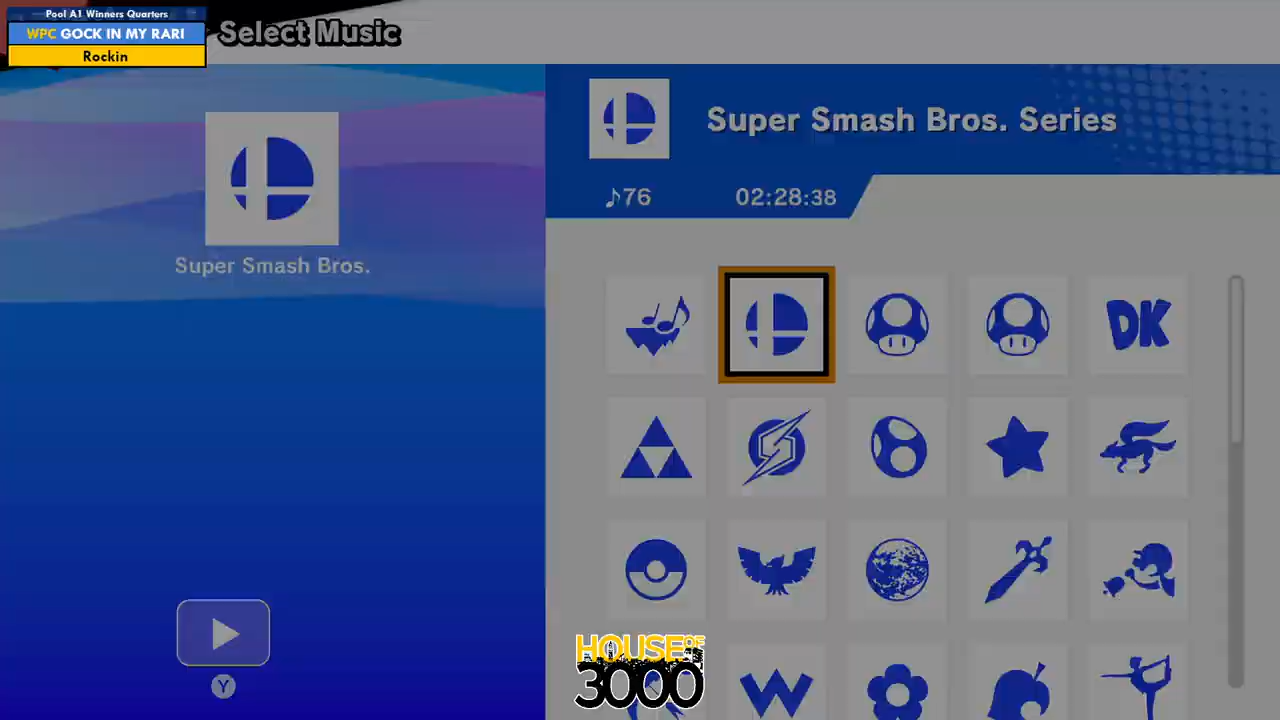 Pool A1 Winners Quarters
WPC GOCK IN MY RARI
Rockin
Select Music
Super Smash Bros. Series
♪76 02:28:38
Super Smash Bros.
DK
Y
HOUSE OF
3000
W